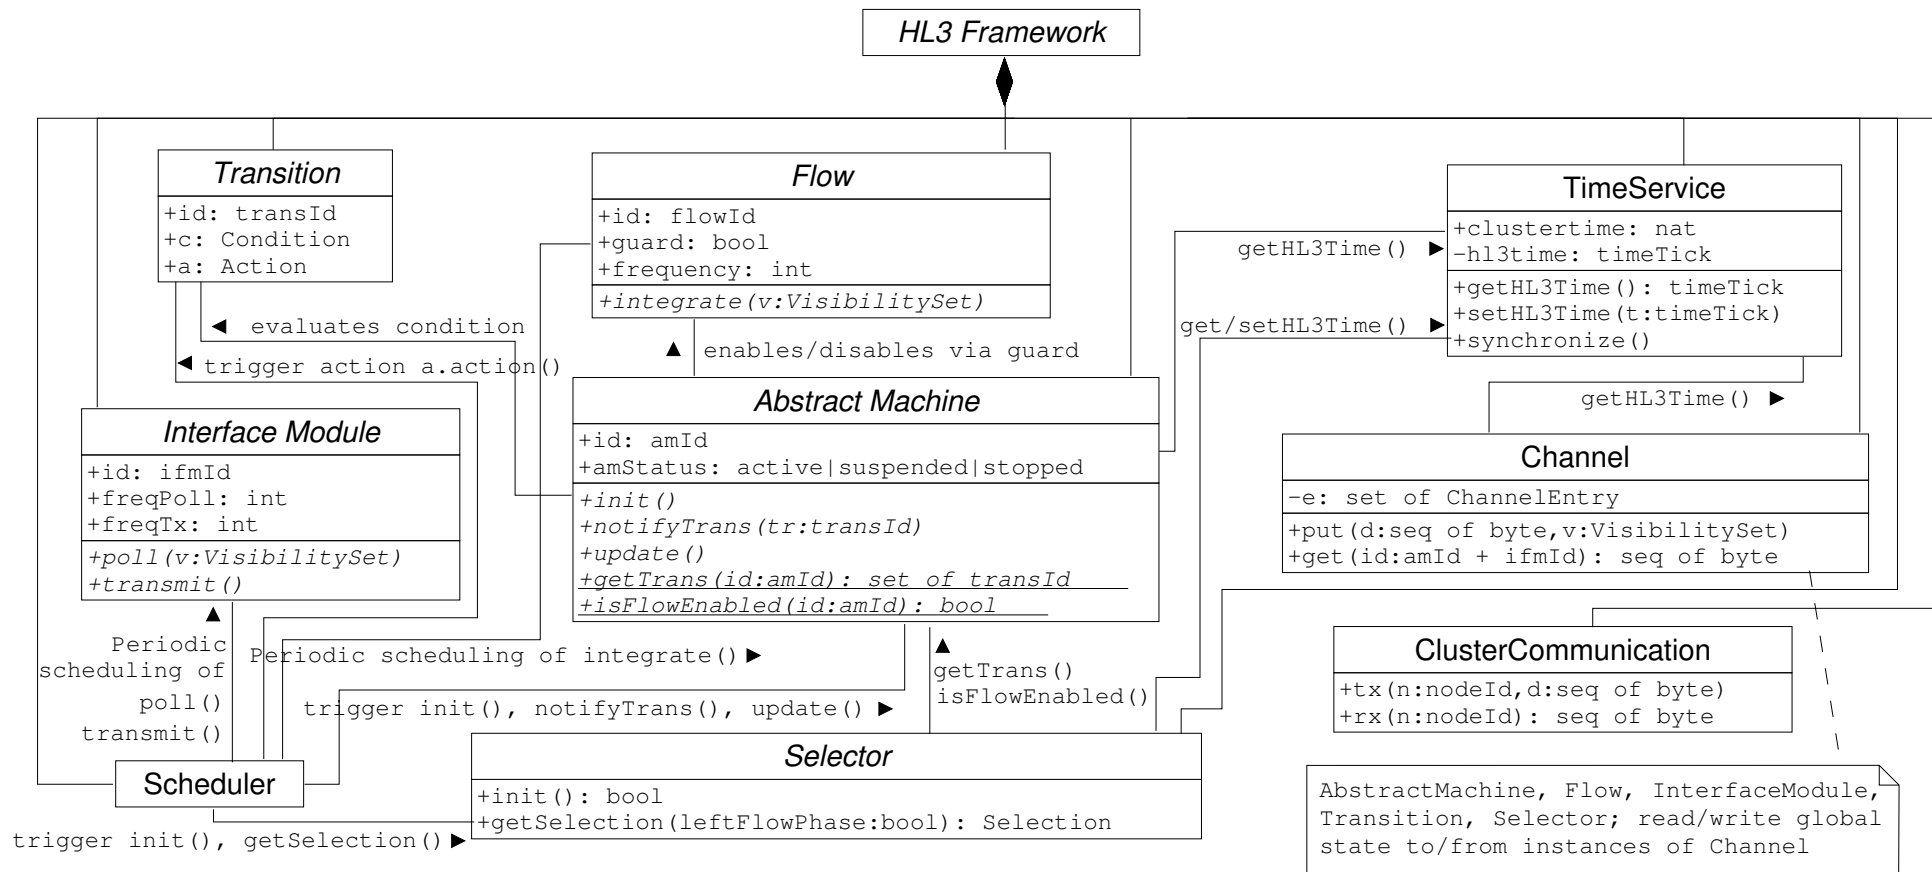 HL3 Framework
Transition
+id: transId
+c: Condition
+a: Action
Flow
+id: flowId
+guard: bool
+frequency: int
+integrate(v:VisibilitySet)
TimeService
+clustertime: nat
−hl3time: timeTick
+getHL3Time(): timeTick
+setHL3Time(t:timeTick)
+synchronize()
getHL3Time() ►
get/setHL3Time() ►
◄ evaluates condition
◄ trigger action a.action()
▲ enables/disables via guard
getHL3Time() ►
Interface Module
+id: ifmId
+freqPoll: int
+freqTx: int
+poll(v:VisibilitySet)
+transmit()
Abstract Machine
+id: amId
+amStatus: active|suspended|stopped
+init()
+notifyTrans(tr:transId)
+update()
+getTrans(id:amId): set of transId
+isFlowEnabled(id:amId): bool
Channel
−e: set of ChannelEntry
+put(d:seq of byte,v:VisibilitySet)
+get(id:amId + ifmId): seq of byte
▲
Periodic
scheduling of
poll()
transmit()
Periodic scheduling of integrate() ►
▲
getTrans()
isFlowEnabled()
trigger init(), notifyTrans(), update() ►
ClusterCommunication
+tx(n:nodeId,d:seq of byte)
+rx(n:nodeId): seq of byte
Scheduler
Selector
+init(): bool
+getSelection(leftFlowPhase:bool): Selection
trigger init(), getSelection() ►
AbstractMachine, Flow, InterfaceModule,
Transition, Selector; read/write global
state to/from instances of Channel